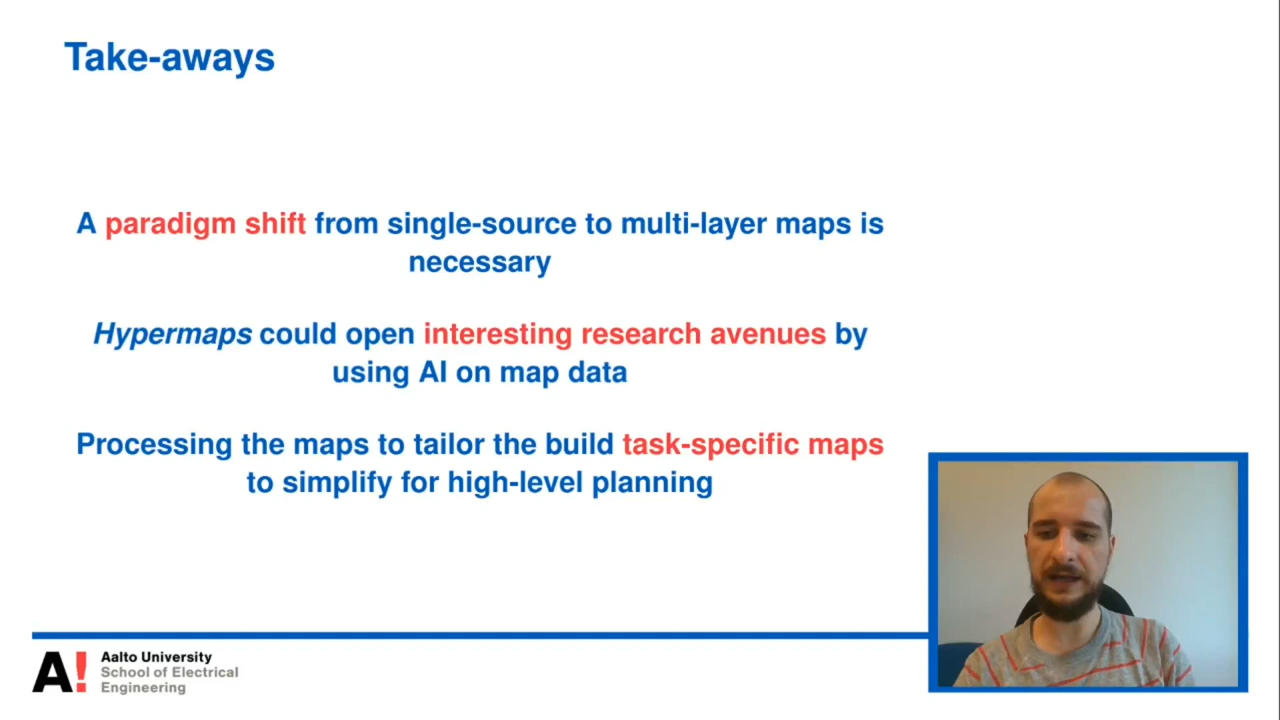 Take-aways
A paradigm shift from single-source to multi-layer maps is
necessary
Hypermaps could open interesting research avenues by
using AI on map data
Processing the maps to tailor the build task-specific maps
to simplify for high-level planning
A!
Aalto University
School of Electrical
Engineering